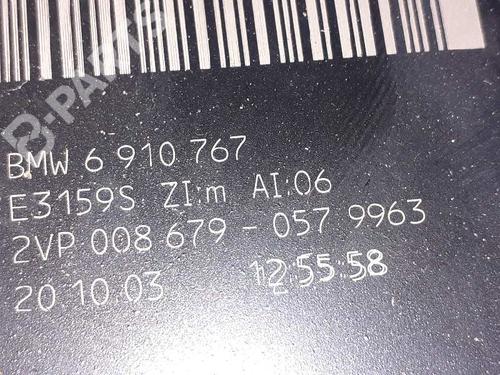 B-PARTS
BMW 6 910 767
E3159S ZI:m AI:06
2VP 008 679 - 057 9963
20 10.03 12:55:58